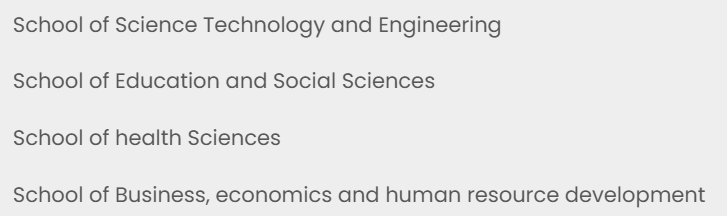 School of Science Technology and Engineering
School of Education and Social Sciences
School of health Sciences
School of Business, economics and human resource development